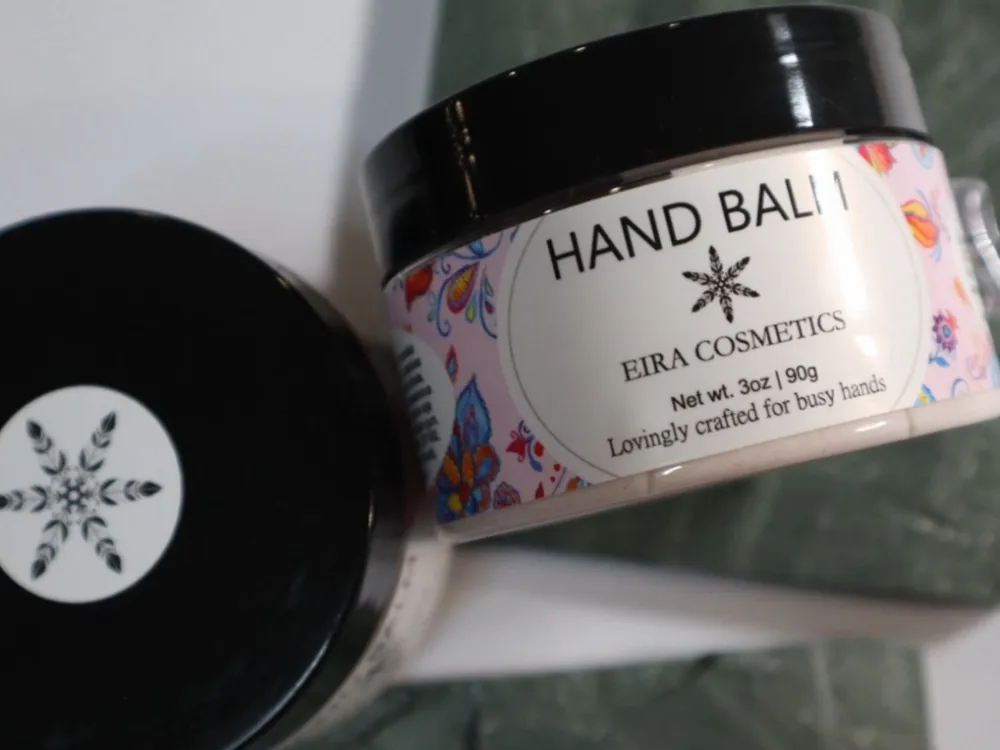 HAND BALM
EIRA COSMETICS
Net wt. 3oz | 90g
Lovingly crafted for busy hands